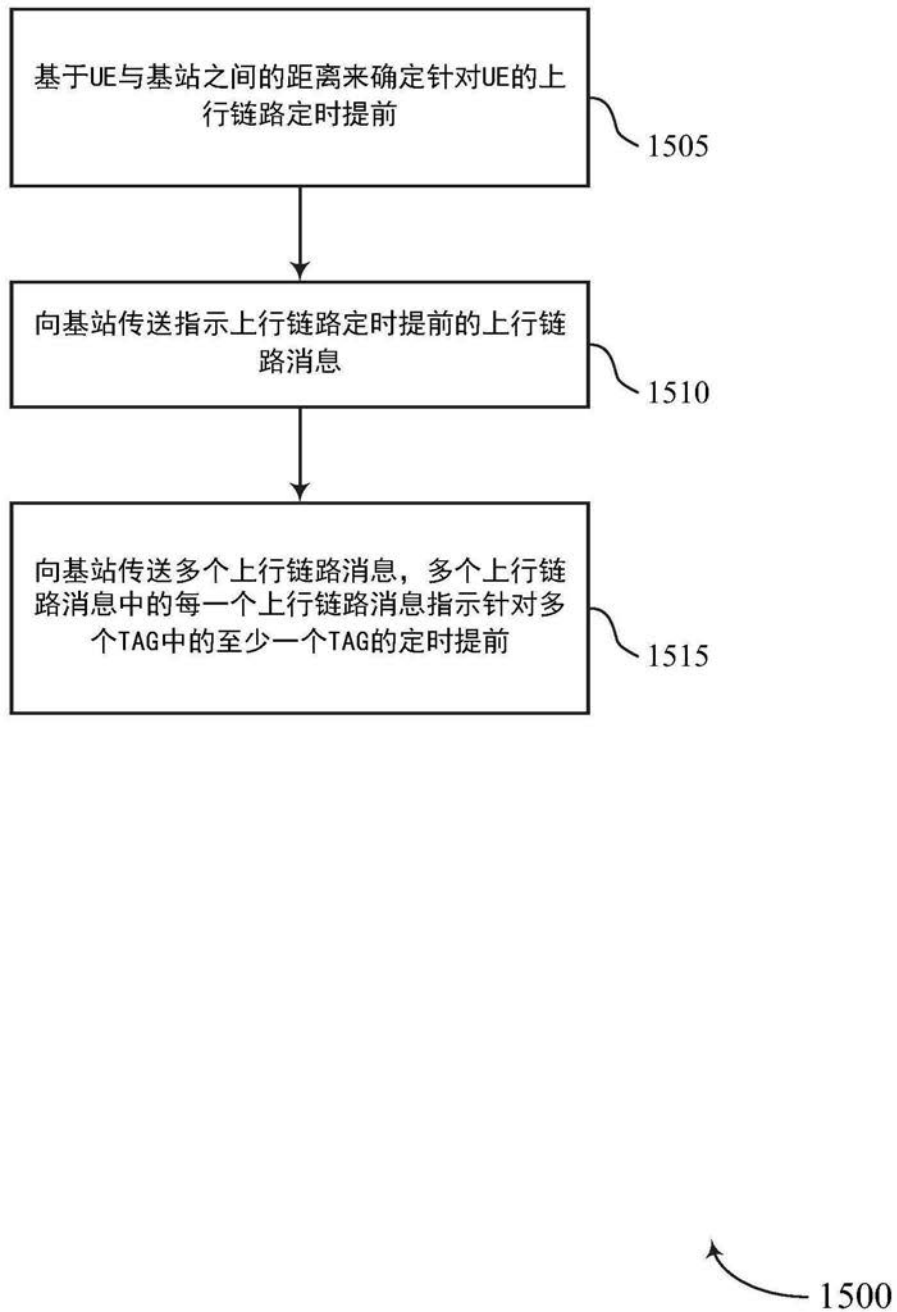 基于UE与基站之间的距离来确定针对UE的上
行链路定时提前
1505
向基站传送指示上行链路定时提前的上行链
路消息
1510
向基站传送多个上行链路消息，多个上行链
路消息中的每一个上行链路消息指示针对多
个TAG中的至少一个TAG的定时提前
1515
1500